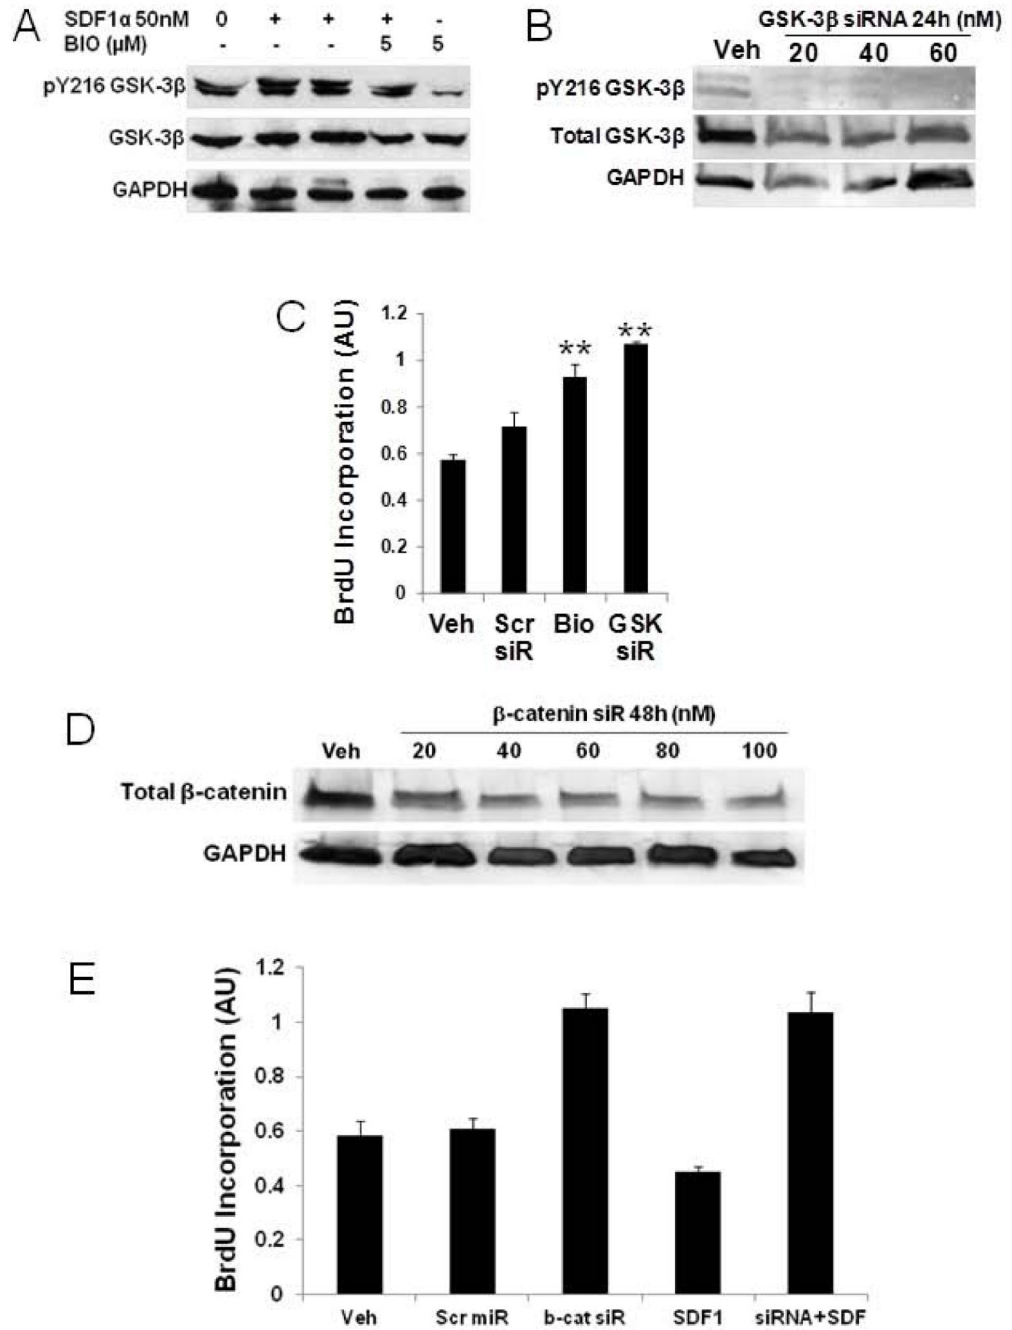 A
SDF1α 50nM 0 + + + -
BIO (µM) - - - 5 5
pY216 GSK-3β
GSK-3β
GAPDH
B
GSK-3β siRNA 24h (nM)
Veh 20 40 60
pY216 GSK-3β
Total GSK-3β
GAPDH
C
BrdU Incorporation (AU)
1.2
1
0.8
0.6
0.4
0.2
0
** **
Veh Scr siR Bio GSK siR
D
β-catenin siR 48h (nM)
Veh 20 40 60 80 100
Total β-catenin
GAPDH
E
BrdU Incorporation (AU)
1.2
1
0.8
0.6
0.4
0.2
0
Veh Scr miR b-cat siR SDF1 siRNA+SDF